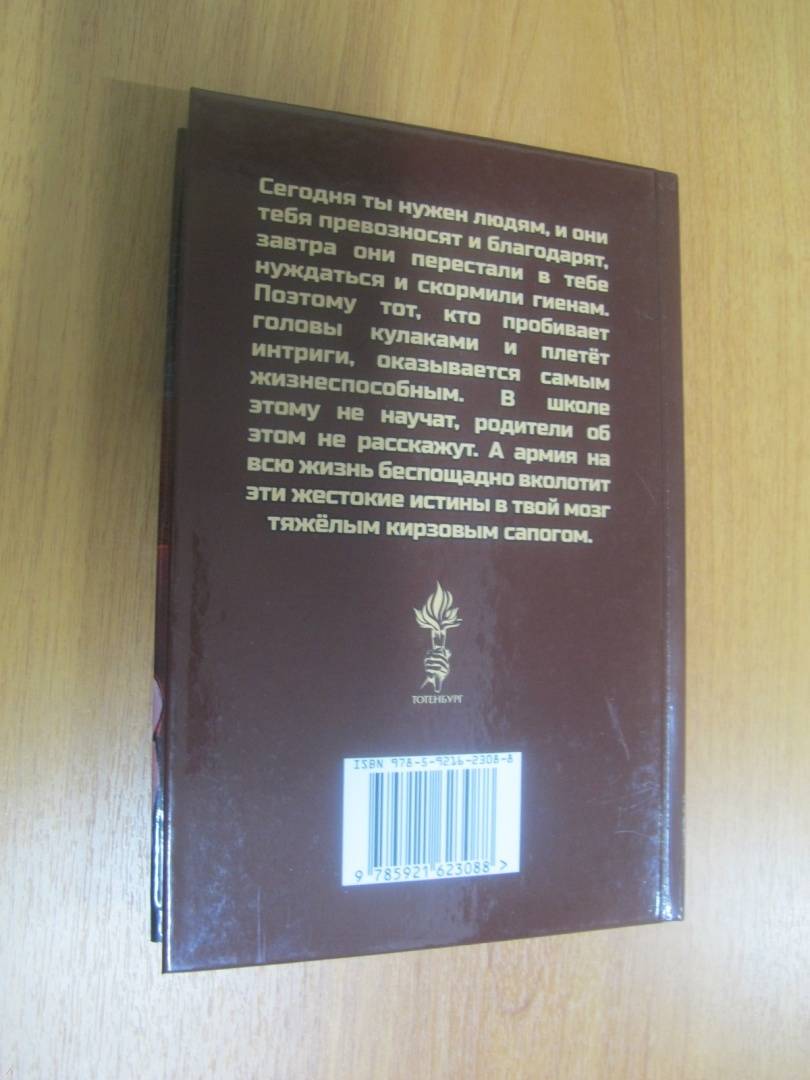 Сегодня ты нужен людям, и они
тебя превозносят и благодарят,
завтра они перестали в тебе
нуждаться и скормили гиенам.
Поэтому тот, кто пробивает
головы кулаками и плетёт
интриги, оказывается самым
жизнеспособным. В школе
этому не научат, родители об
этом не расскажут. А армия на
всю жизнь беспощадно вколотит
эти жестокие истины в твой мозг
тяжёлым кирзовым сапогом.
ТОТЕНБУРГ
ISBN 978-5-9216-2308-8
9 785921 623088 >